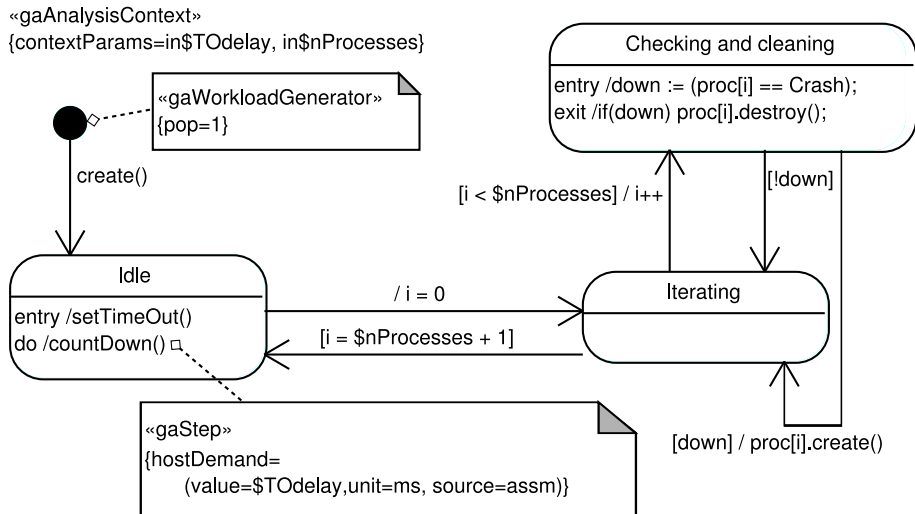 «gaAnalysisContext»
{contextParams=in$TOdelay, in$nProcesses}
«gaWorkloadGenerator»
{pop=1}
create()
Checking and cleaning
entry /down := (proc[i] == Crash);
exit /if(down) proc[i].destroy();
[i < $nProcesses] / i++
[!down]
Idle
entry /setTimeOut()
do /countDown()
/ i = 0
[i = $nProcesses + 1]
Iterating
[down] / proc[i].create()
«gaStep»
{hostDemand=
(value=$TOdelay,unit=ms, source=assm)}